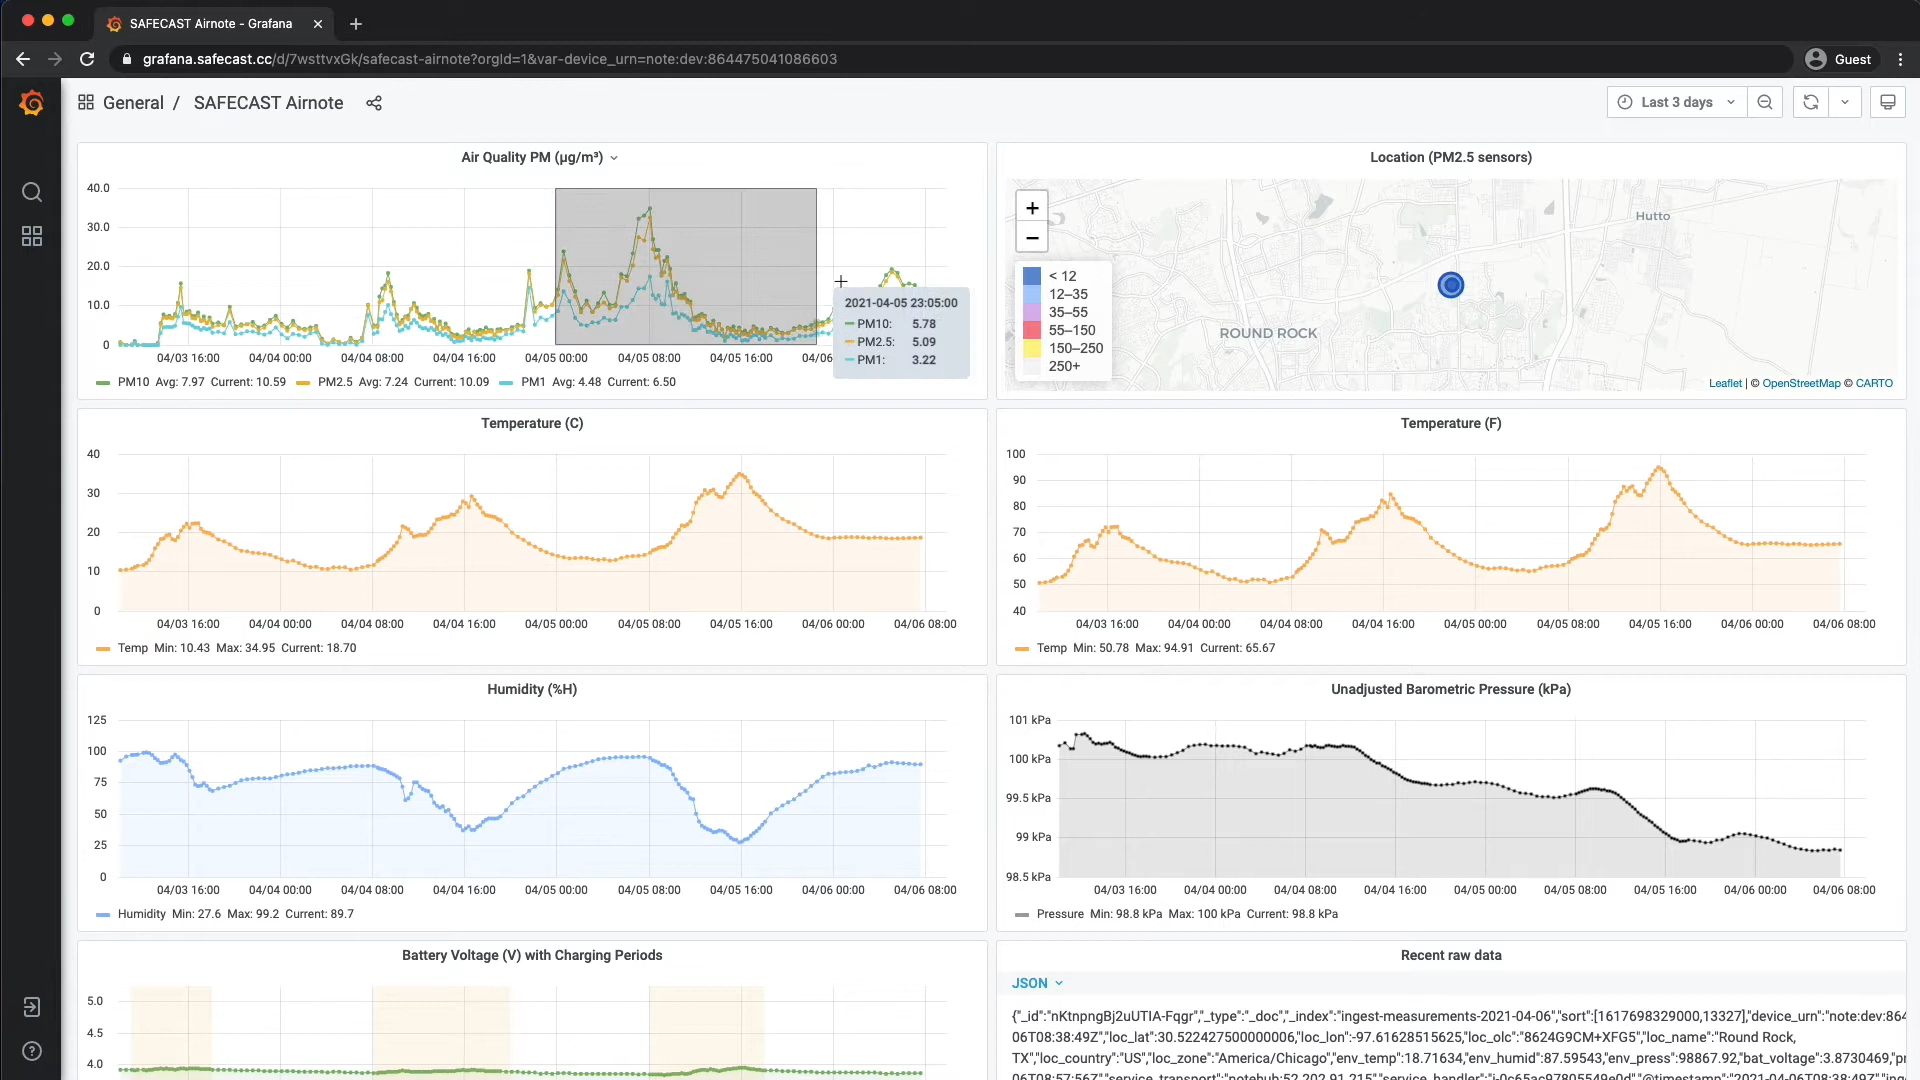 SAFECAST Airnote - Grafana
grafana.safecast.cc/d/7wsttvxGk/safecast-airnote?orgId=1&var-device_urn=note:dev:864475041086603
Guest
General / SAFECAST Airnote
Last 3 days
Air Quality PM (µg/m³)
40.0
30.0
20.0
10.0
0
04/03 16:00 04/04 00:00 04/04 08:00 04/04 16:00 04/05 00:00 04/05 08:00 04/05 16:00 04/06
PM10 Avg: 7.97 Current: 10.59 PM2.5 Avg: 7.24 Current: 10.09 PM1 Avg: 4.48 Current: 6.50
2021-04-05 23:05:00
PM10: 5.78
PM2.5: 5.09
PM1: 3.22
Location (PM2.5 sensors)
+
−
< 12
12–35
35–55
55–150
150–250
250+
Hutto
ROUND ROCK
Leaflet | © OpenStreetMap © CARTO
Temperature (C)
40
30
20
10
0
04/03 16:00 04/04 00:00 04/04 08:00 04/04 16:00 04/05 00:00 04/05 08:00 04/05 16:00 04/06 00:00 04/06 08:00
Temp Min: 10.43 Max: 34.95 Current: 18.70
Temperature (F)
100
90
80
70
60
50
40
04/03 16:00 04/04 00:00 04/04 08:00 04/04 16:00 04/05 00:00 04/05 08:00 04/05 16:00 04/06 00:00 04/06 08:00
Temp Min: 50.78 Max: 94.91 Current: 65.67
Humidity (%H)
125
100
75
50
25
0
04/03 16:00 04/04 00:00 04/04 08:00 04/04 16:00 04/05 00:00 04/05 08:00 04/05 16:00 04/06 00:00 04/06 08:00
Humidity Min: 27.6 Max: 99.2 Current: 89.7
Unadjusted Barometric Pressure (kPa)
101 kPa
100 kPa
99.5 kPa
99 kPa
98.5 kPa
04/03 16:00 04/04 00:00 04/04 08:00 04/04 16:00 04/05 00:00 04/05 08:00 04/05 16:00 04/06 00:00 04/06 08:00
Pressure Min: 98.8 kPa Max: 100 kPa Current: 98.8 kPa
Battery Voltage (V) with Charging Periods
5.0
4.5
4.0
Recent raw data
JSON
{"_id":"nKtnpngBj2uUTIA-Fqgr","_type":"_doc","_index":"ingest-measurements-2021-04-06","sort":[1617698329000,13327],"device_urn":"note:dev:864
06T08:38:49Z","loc_lat":30.522427500000006,"loc_lon":-97.61628515625,"loc_olc":"8624G9CM+XFG5","loc_name":"Round Rock,
TX","loc_country":"US","loc_zone":"America/Chicago","env_temp":18.71634,"env_humid":87.59543,"env_press":98867.92,"bat_voltage":3.8730469,"pr
06T08:57:56Z","service_transport":"notehub:52.202.91.215","service_handler":"i-0c65ac97805549e0d","@timestamp":"2021-04-06T08:38:49Z","ing